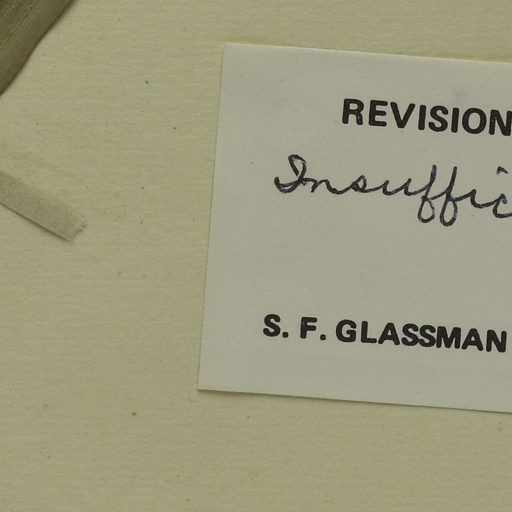 REVISION
Insuffic
S. F. GLASSMAN